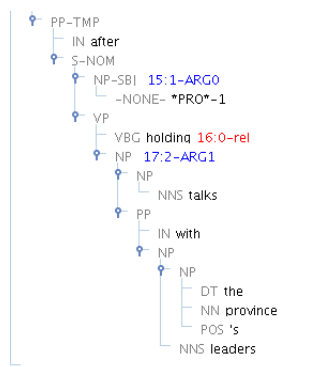 PP-TMP
IN after
S-NOM
NP-SBJ 15:1-ARG0
-NONE- *PRO*-1
VP
VBG holding 16:0-rel
NP 17:2-ARG1
NP
NNS talks
PP
IN with
NP
NP
DT the
NN province
POS 's
NNS leaders